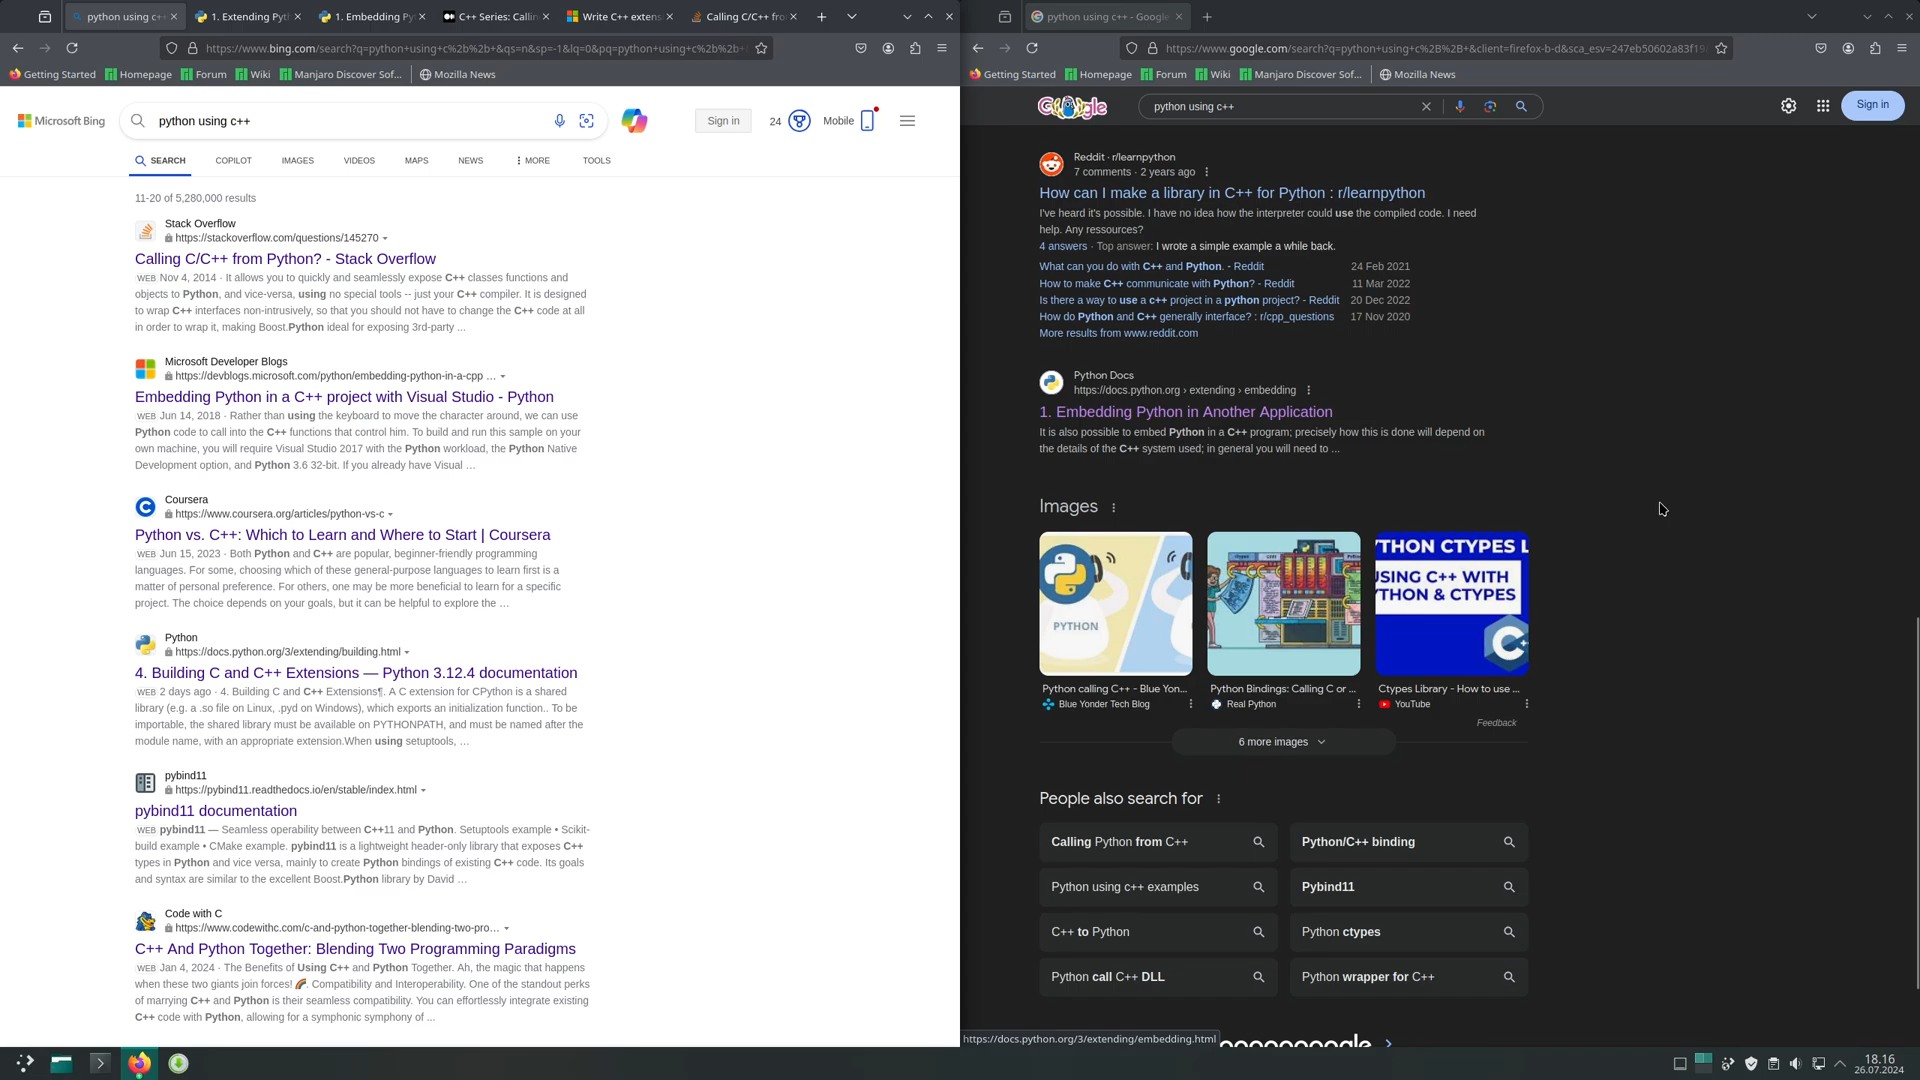 python using c+
1. Extending Pyth
1. Embedding Py
C++ Series: Callin
Write C++ extens
Calling C/C++ fro
https://www.bing.com/search?q=python+using+c%2b%2b+&qs=n&sp=-1&lq=0&pq=python+using+c%2b%2b+
Getting Started
Homepage
Forum
Wiki
Manjaro Discover Sof...
Mozilla News
Microsoft Bing
python using c++
Sign in
24
Mobile
SEARCH
COPILOT
IMAGES
VIDEOS
MAPS
NEWS
MORE
TOOLS
11-20 of 5,280,000 results
Stack Overflow
https://stackoverflow.com/questions/145270
Calling C/C++ from Python? - Stack Overflow
WEB Nov 4, 2014 · It allows you to quickly and seamlessly expose C++ classes functions and
objects to Python, and vice-versa, using no special tools -- just your C++ compiler. It is designed
to wrap C++ interfaces non-intrusively, so that you should not have to change the C++ code at all
in order to wrap it, making Boost.Python ideal for exposing 3rd-party ...
Microsoft Developer Blogs
https://devblogs.microsoft.com/python/embedding-python-in-a-cpp ...
Embedding Python in a C++ project with Visual Studio - Python
WEB Jun 14, 2018 · Rather than using the keyboard to move the character around, we can use
Python code to call into the C++ functions that control him. To build and run this sample on your
own machine, you will require Visual Studio 2017 with the Python workload, the Python Native
Development option, and Python 3.6 32-bit. If you already have Visual …
Coursera
https://www.coursera.org/articles/python-vs-c
Python vs. C++: Which to Learn and Where to Start | Coursera
WEB Jun 15, 2023 · Both Python and C++ are popular, beginner-friendly programming
languages. For some, choosing which of these general-purpose languages to learn first is a
matter of personal preference. For others, one may be more beneficial to learn for a specific
project. The choice depends on your goals, but it can be helpful to explore the …
Python
https://docs.python.org/3/extending/building.html
4. Building C and C++ Extensions — Python 3.12.4 documentation
WEB 2 days ago · 4. Building C and C++ Extensions¶. A C extension for CPython is a shared
library (e.g. a .so file on Linux, .pyd on Windows), which exports an initialization function.. To be
importable, the shared library must be available on PYTHONPATH, and must be named after the
module name, with an appropriate extension.When using setuptools, …
pybind11
https://pybind11.readthedocs.io/en/stable/index.html
pybind11 documentation
WEB pybind11 — Seamless operability between C++11 and Python. Setuptools example • Scikit-
build example • CMake example. pybind11 is a lightweight header-only library that exposes C++
types in Python and vice versa, mainly to create Python bindings of existing C++ code. Its goals
and syntax are similar to the excellent Boost.Python library by David …
Code with C
https://www.codewithc.com/c-and-python-together-blending-two-pro…
C++ And Python Together: Blending Two Programming Paradigms
WEB Jan 4, 2024 · The Benefits of Using C++ and Python Together. Ah, the magic that happens
when these two giants join forces! 🌈. Compatibility and Interoperability. One of the standout perks
of marrying C++ and Python is their seamless compatibility. You can effortlessly integrate existing
C++ code with Python, allowing for a symphonic symphony of ...
python using c++ - Google
https://www.google.com/search?q=python+using+c%2B%2B+&client=firefox-b-d&sca_esv=247eb50602a83f19
Getting Started
Homepage
Forum
Wiki
Manjaro Discover Sof...
Mozilla News
python using c++
Sign in
Reddit · r/learnpython
7 comments · 2 years ago
How can I make a library in C++ for Python : r/learnpython
I've heard it's possible. I have no idea how the interpreter could use the compiled code. I need
help. Any ressources?
4 answers · Top answer: I wrote a simple example a while back.
What can you do with C++ and Python. - Reddit 24 Feb 2021
How to make C++ communicate with Python? - Reddit 11 Mar 2022
Is there a way to use a c++ project in a python project? - Reddit 20 Dec 2022
How do Python and C++ generally interface? : r/cpp_questions 17 Nov 2020
More results from www.reddit.com
Python Docs
https://docs.python.org › extending › embedding
1. Embedding Python in Another Application
It is also possible to embed Python in a C++ program; precisely how this is done will depend on
the details of the C++ system used; in general you will need to ...
Images
PYTHON
YTHON CTYPES L
USING C++ WITH
YTHON & CTYPES
Python calling C++ - Blue Yon...
Blue Yonder Tech Blog
Python Bindings: Calling C or ...
Real Python
Ctypes Library - How to use ...
YouTube
Feedback
6 more images
People also search for
Calling Python from C++
Python/C++ binding
Python using c++ examples
Pybind11
C++ to Python
Python ctypes
Python call C++ DLL
Python wrapper for C++
https://docs.python.org/3/extending/embedding.html
18.16
26.07.2024